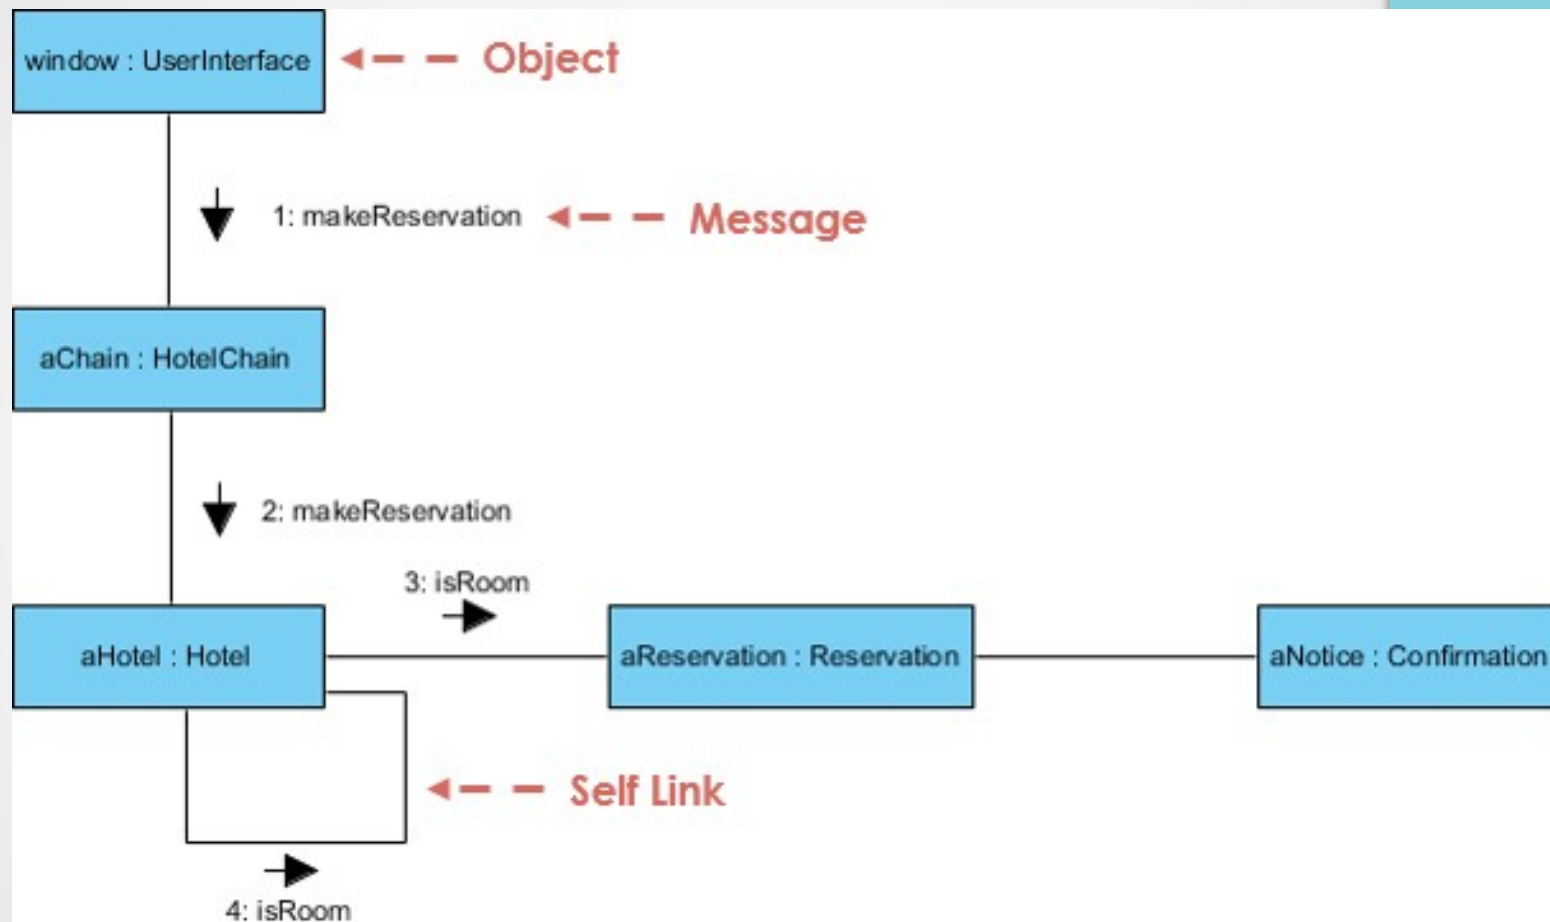 window : UserInterface
Object
1: makeReservation
Message
aChain : HotelChain
2: makeReservation
3: isRoom
aHotel : Hotel
aReservation : Reservation
aNotice : Confirmation
Self Link
4: isRoom